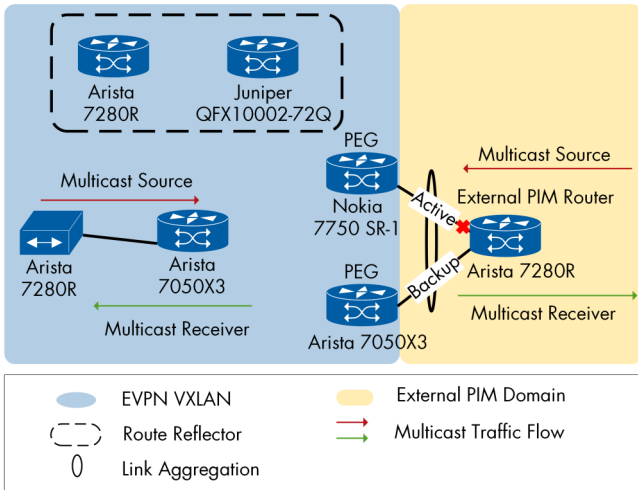 Arista
7280R
Juniper
QFX10002-72Q
PEG
Nokia
7750 SR-1
Active
Multicast Source
External PIM Router
Arista 7280R
Multicast Receiver
Multicast Source
Arista
7280R
Arista
7050X3
Multicast Receiver
PEG
Arista 7050X3
Backup
EVPN VXLAN
External PIM Domain
Route Reflector
Multicast Traffic Flow
Link Aggregation